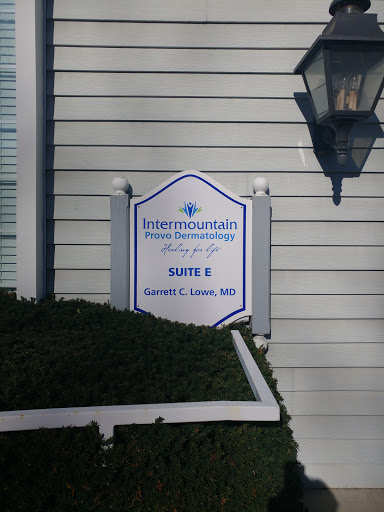 Intermountain
Provo Dermatology
Healing for life
SUITE E
Garrett C. Lowe, MD